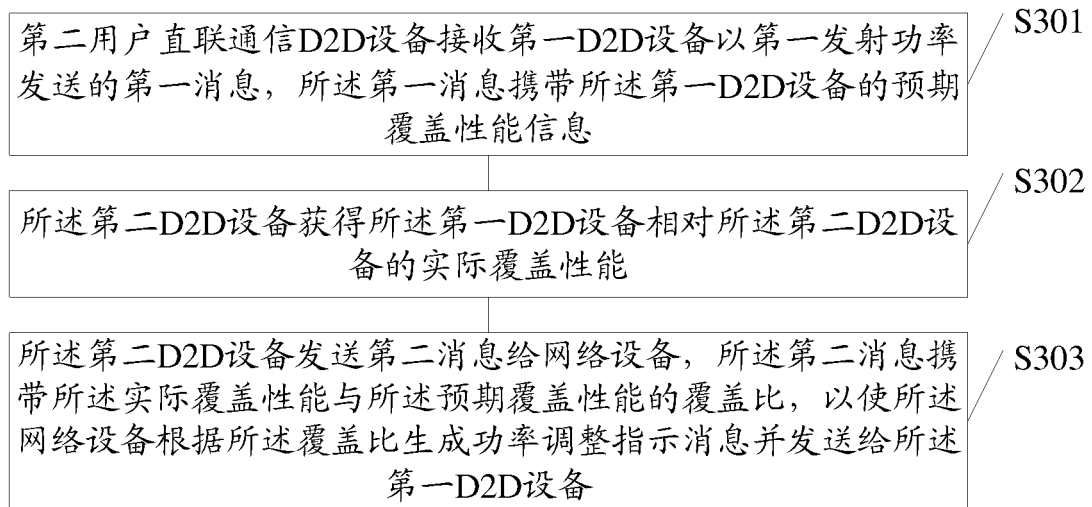 第二用户直联通信D2D设备接收第一D2D设备以第一发射功率
发送的第一消息，所述第一消息携带所述第一D2D设备的预期
覆盖性能信息
S301
所述第二D2D设备获得所述第一D2D设备相对所述第二D2D设
备的实际覆盖性能
S302
所述第二D2D设备发送第二消息给网络设备，所述第二消息携
带所述实际覆盖性能与所述预期覆盖性能的覆盖比，以使所述
网络设备根据所述覆盖比生成功率调整指示消息并发送给所述
第一D2D设备
S303